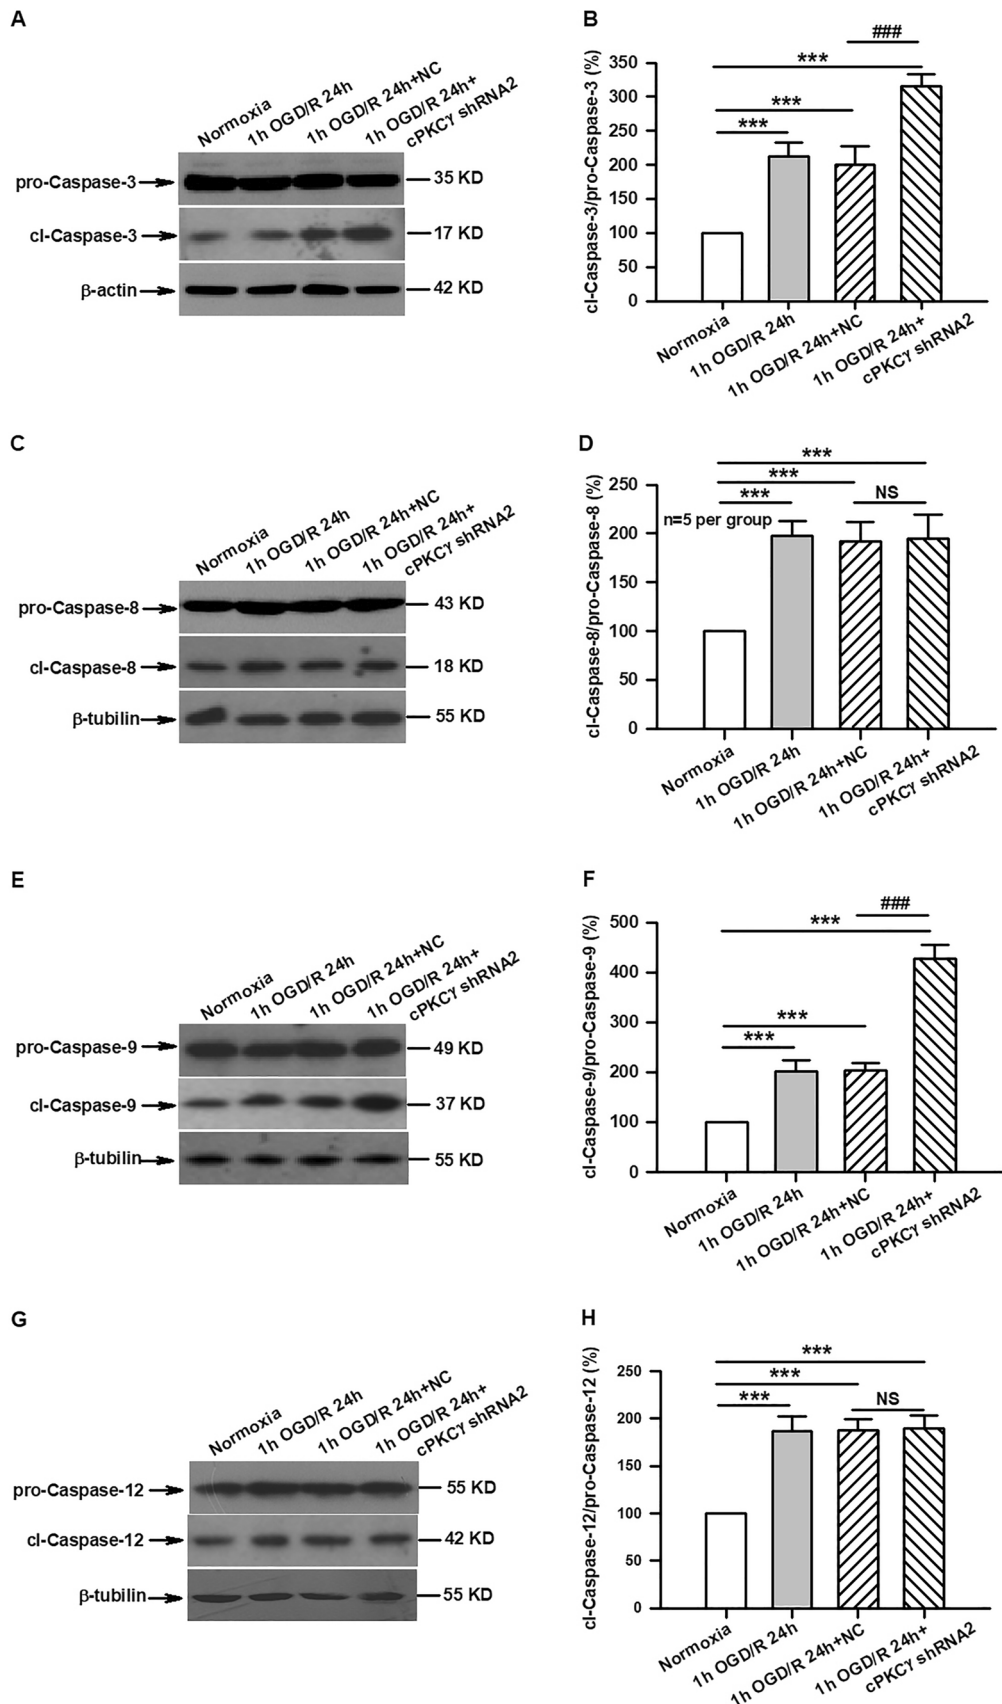 A
Normoxia
1h OGD/R 24h
1h OGD/R 24h+NC
1h OGD/R 24h+
cPKCγ shRNA2
pro-Caspase-3
35 KD
cl-Caspase-3
17 KD
β-actin
42 KD
B
cl-Caspase-3/pro-Caspase-3 (%)
350
300
250
200
150
100
50
0
###
***
***
***
Normoxia
1h OGD/R 24h
1h OGD/R 24h+NC
1h OGD/R 24h+
cPKCγ shRNA2
C
Normoxia
1h OGD/R 24h
1h OGD/R 24h+NC
1h OGD/R 24h+
cPKCγ shRNA2
pro-Caspase-8
43 KD
cl-Caspase-8
18 KD
β-tubilin
55 KD
D
cl-Caspase-8/pro-Caspase-8 (%)
250
200
150
100
50
0
***
***
***
NS
n=5 per group
Normoxia
1h OGD/R 24h
1h OGD/R 24h+NC
1h OGD/R 24h+
cPKCγ shRNA2
E
Normoxia
1h OGD/R 24h
1h OGD/R 24h+NC
1h OGD/R 24h+
cPKCγ shRNA2
pro-Caspase-9
49 KD
cl-Caspase-9
37 KD
β-tubilin
55 KD
F
cl-Caspase-9/pro-Caspase-9 (%)
500
400
300
200
100
0
###
***
***
***
Normoxia
1h OGD/R 24h
1h OGD/R 24h+NC
1h OGD/R 24h+
cPKCγ shRNA2
G
Normoxia
1h OGD/R 24h
1h OGD/R 24h+NC
1h OGD/R 24h+
cPKCγ shRNA2
pro-Caspase-12
55 KD
cl-Caspase-12
42 KD
β-tubilin
55 KD
H
cl-Caspase-12/pro-Caspase-12 (%)
250
200
150
100
50
0
***
***
***
NS
Normoxia
1h OGD/R 24h
1h OGD/R 24h+NC
1h OGD/R 24h+
cPKCγ shRNA2